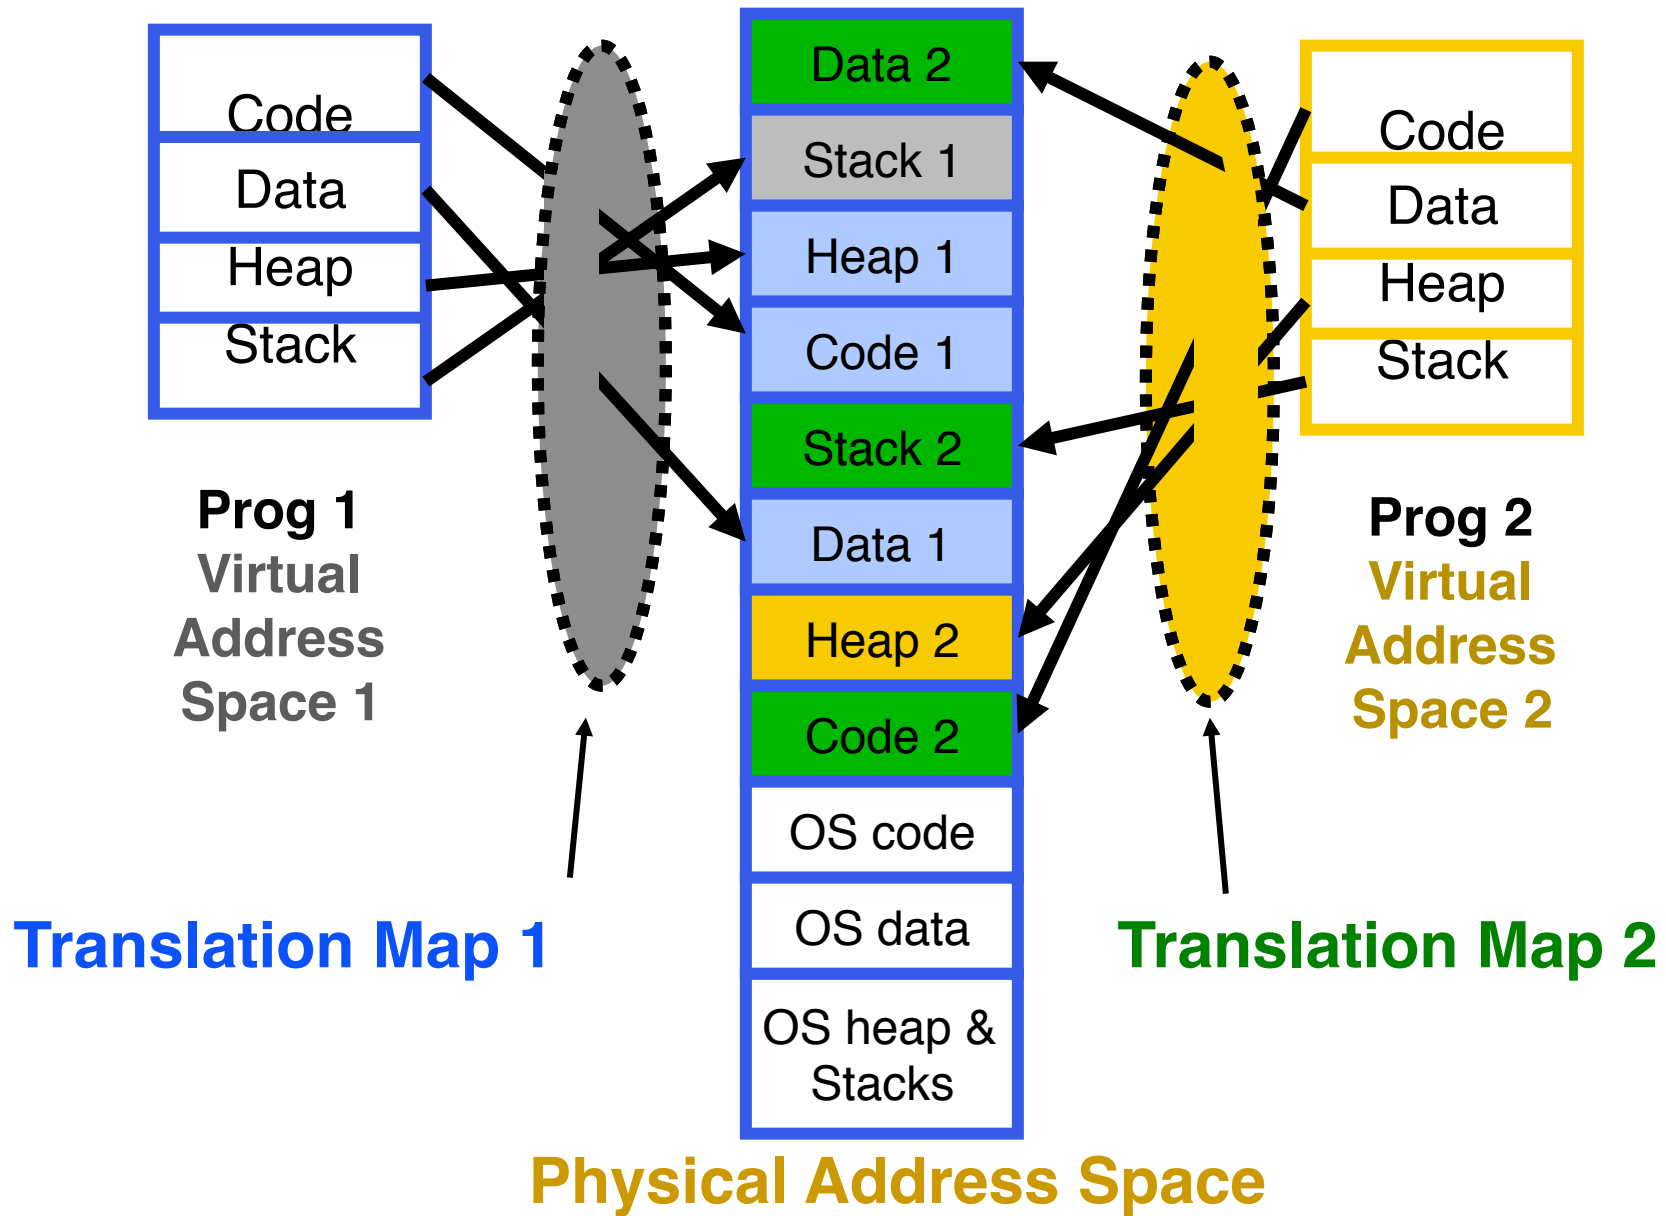 Code
Data
Heap
Stack
Prog 1
Virtual
Address
Space 1
Data 2
Stack 1
Heap 1
Code 1
Stack 2
Data 1
Heap 2
Code 2
OS code
OS data
OS heap &
Stacks
Code
Data
Heap
Stack
Prog 2
Virtual
Address
Space 2
Translation Map 1
Translation Map 2
Physical Address Space